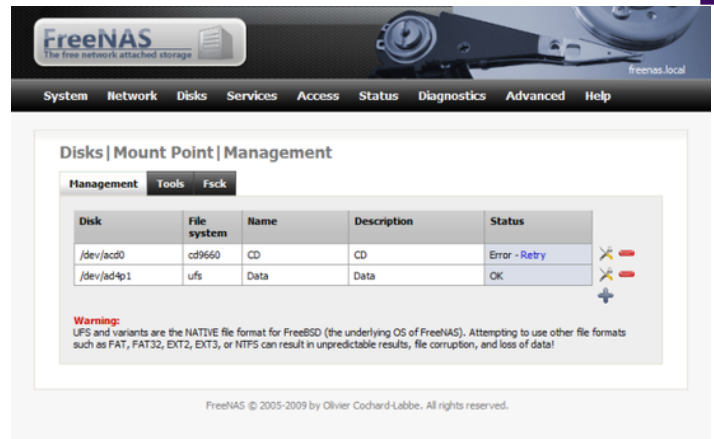 FreeNAS
The free network attached storage
freenas.local
System Network Disks Services Access Status Diagnostics Advanced Help
Disks|Mount Point|Management
Management Tools Fsck
Disk File system Name Description Status
/dev/acd0 cd9660 CD CD Error - Retry
/dev/ad4p1 ufs Data Data OK
Warning:
UFS and variants are the NATIVE file format for FreeBSD (the underlying OS of FreeNAS). Attempting to use other file formats
such as FAT, FAT32, EXT2, EXT3, or NTFS can result in unpredictable results, file corruption, and loss of data!
FreeNAS © 2005-2009 by Olivier Cochard-Labbe. All rights reserved.